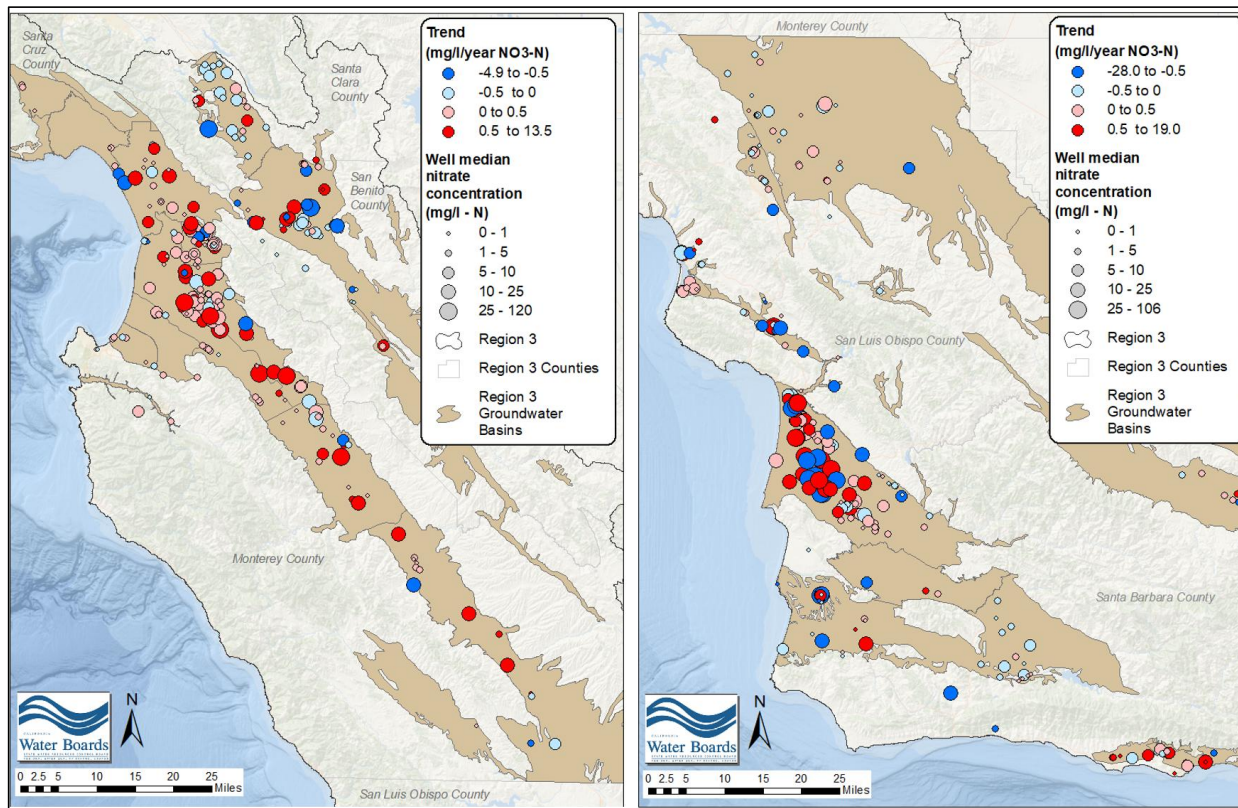 Santa
Cruz
County
Santa
Clara
County
San
Benito
County
Monterey County
San Luis Obispo County
Trend
(mg/l/year NO3-N)
-4.9 to -0.5
-0.5 to 0
0 to 0.5
0.5 to 13.5
Well median
nitrate
concentration
(mg/l - N)
0 - 1
1 - 5
5 - 10
10 - 25
25 - 120
Region 3
Region 3 Counties
Region 3
Groundwater
Basins
CALIFORNIA
Water Boards
N
0 2.5 5 10 15 20 25
Miles
Monterey County
San Luis Obispo County
Santa Barbara County
Trend
(mg/l/year NO3-N)
-28.0 to -0.5
-0.5 to 0
0 to 0.5
0.5 to 19.0
Well median
nitrate
concentration
(mg/l - N)
0 - 1
1 - 5
5 - 10
10 - 25
25 - 106
Region 3
Region 3 Counties
Region 3
Groundwater
Basins
CALIFORNIA
Water Boards
N
0 2.5 5 10 15 20 25
Miles